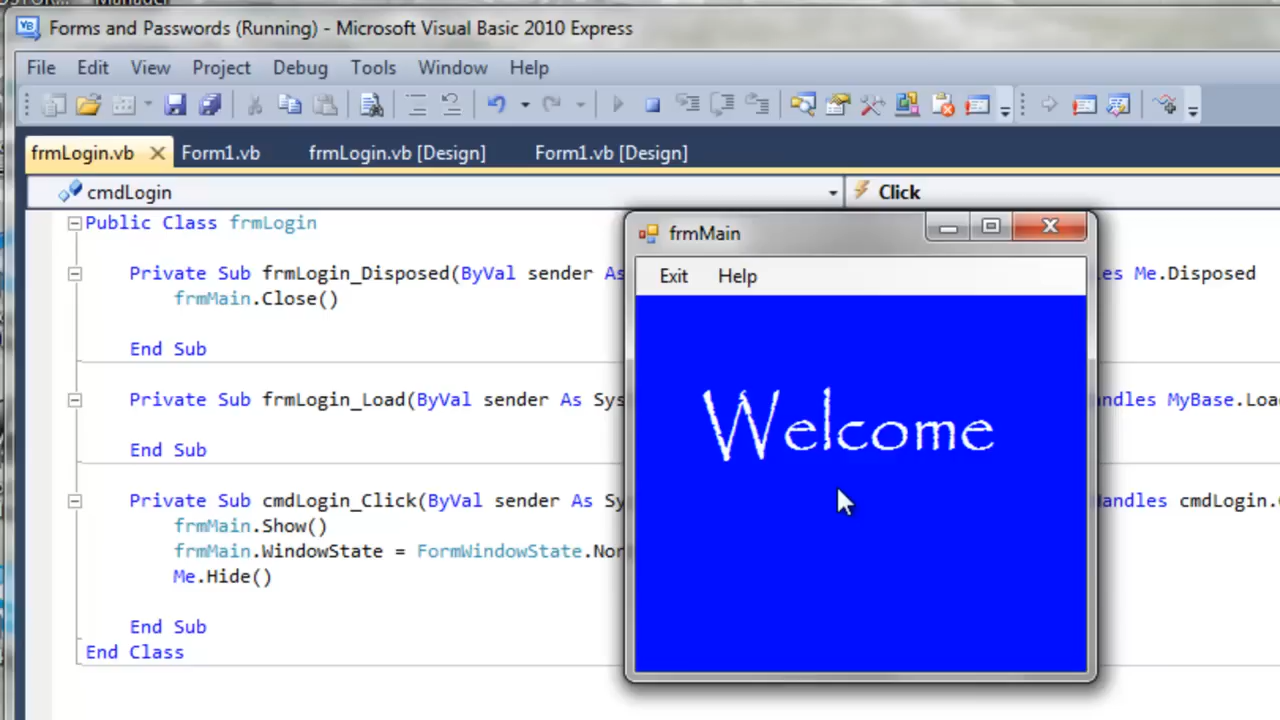 Forms and Passwords (Running) - Microsoft Visual Basic 2010 Express
File Edit View Project Debug Tools Window Help
frmLogin.vb Form1.vb frmLogin.vb [Design] Form1.vb [Design]
cmdLogin Click
Public Class frmLogin
Private Sub frmLogin_Disposed(ByVal sender As Me.Disposed
frmMain.Close()
End Sub
Private Sub frmLogin_Load(ByVal sender As Sys andles MyBase.Load
End Sub
Private Sub cmdLogin_Click(ByVal sender As Sy Handles cmdLogin.
frmMain.Show()
frmMain.WindowState = FormWindowState.Nor
Me.Hide()
End Sub
End Class
frmMain
Exit Help
Welcome